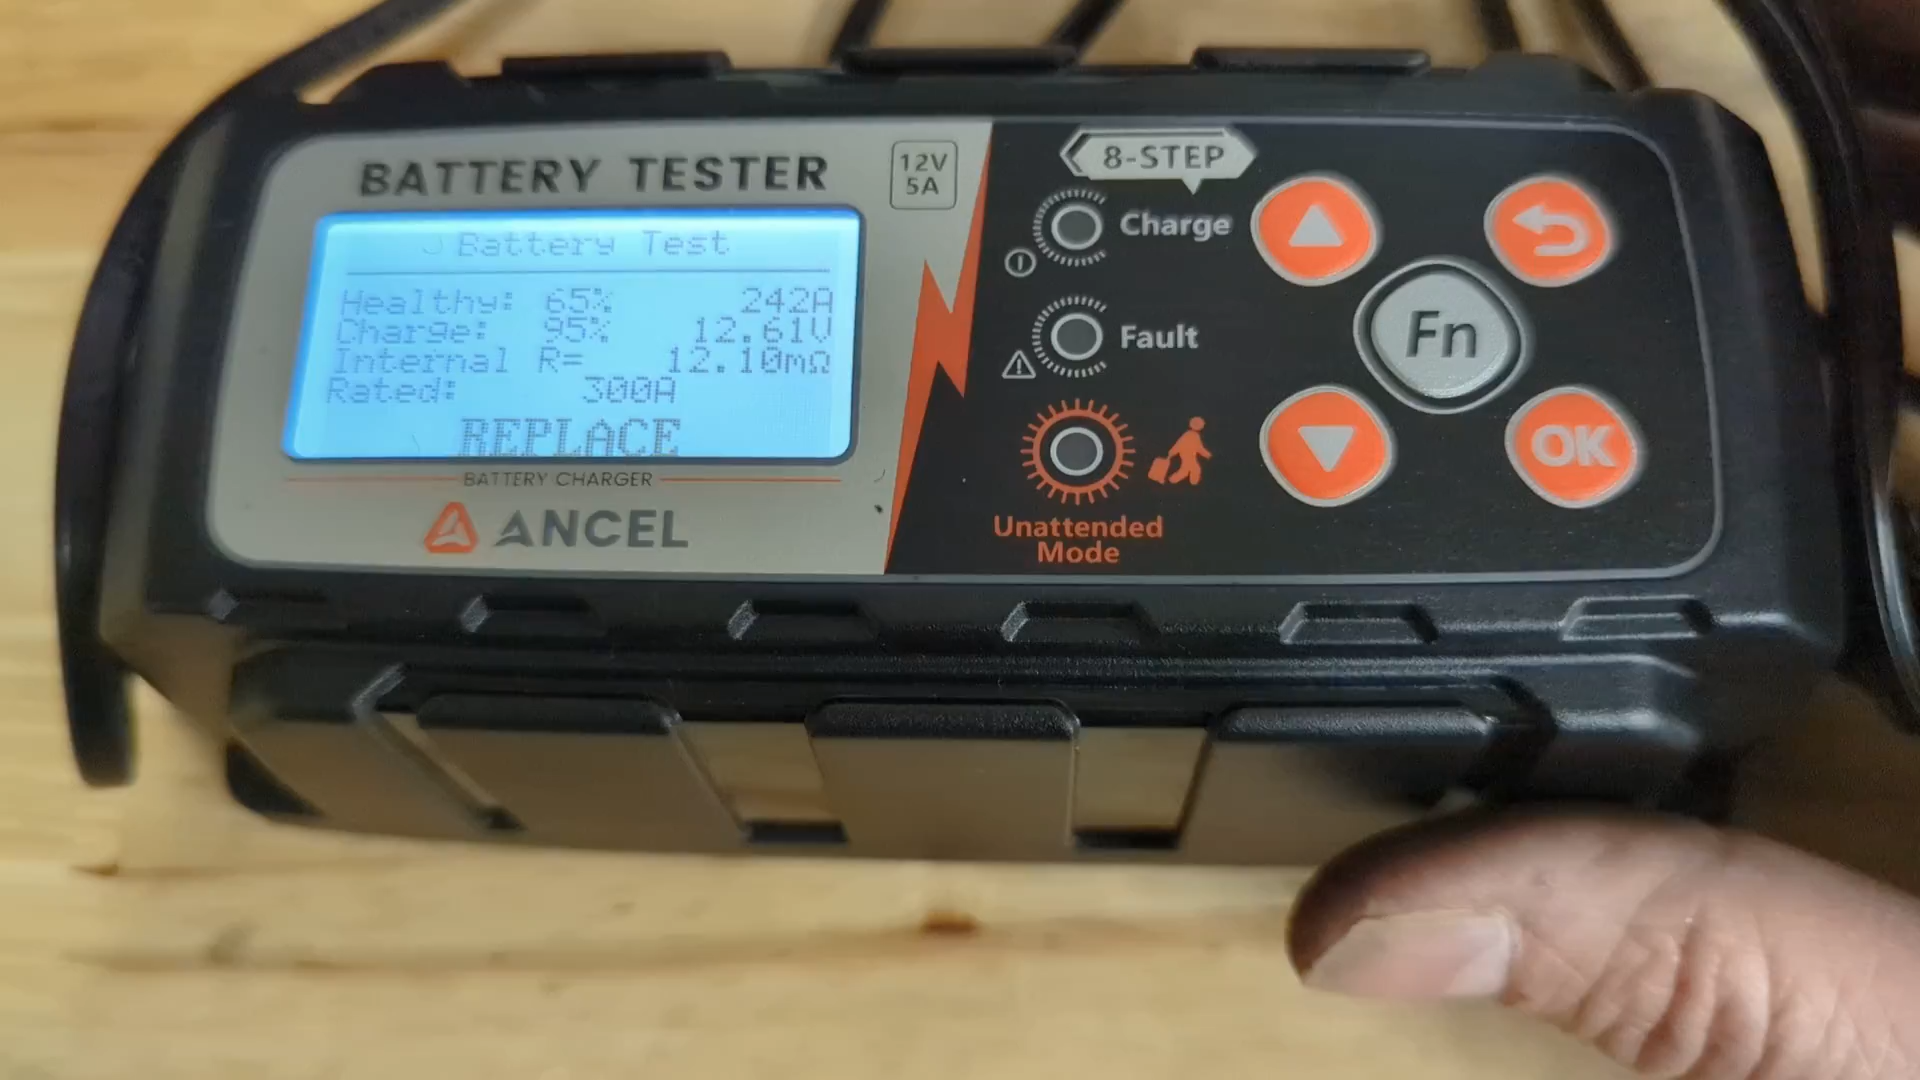 BATTERY TESTER
12V
5A
Battery Test
Healthy: 65% 242A
Charge: 95% 12.61V
Internal R= 12.10mΩ
Rated: 300A
REPLACE
BATTERY CHARGER
ANCEL
8-STEP
Charge
Fault
Unattended
Mode
Fn
OK